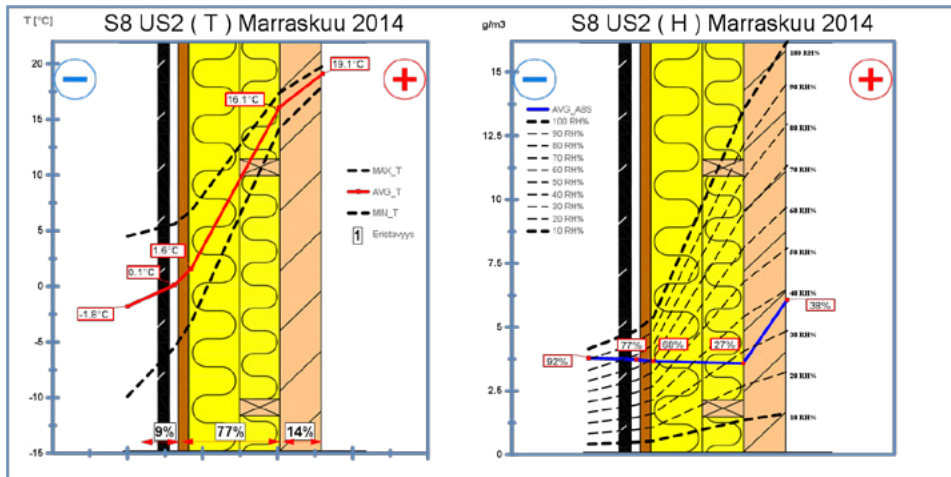 S8 US2 ( T ) Marraskuu 2014
T [°C]
20
15
10
5
0
-5
-10
-15
19.1°C
16.1°C
1.6°C
0.1°C
-1.8°C
MAX_T
AVG_T
MIN_T
1 Eristavyys
9% 77% 14%
S8 US2 ( H ) Marraskuu 2014
g/m3
15
12.5
10
7.5
5
2.5
0
AVG_ABS
100 RH%
90 RH%
80 RH%
70 RH%
60 RH%
50 RH%
40 RH%
30 RH%
20 RH%
10 RH%
100 RH%
90 RH%
80 RH%
70 RH%
60 RH%
50 RH%
40 RH%
30 RH%
20 RH%
10 RH%
92%
77%
68%
27%
38%